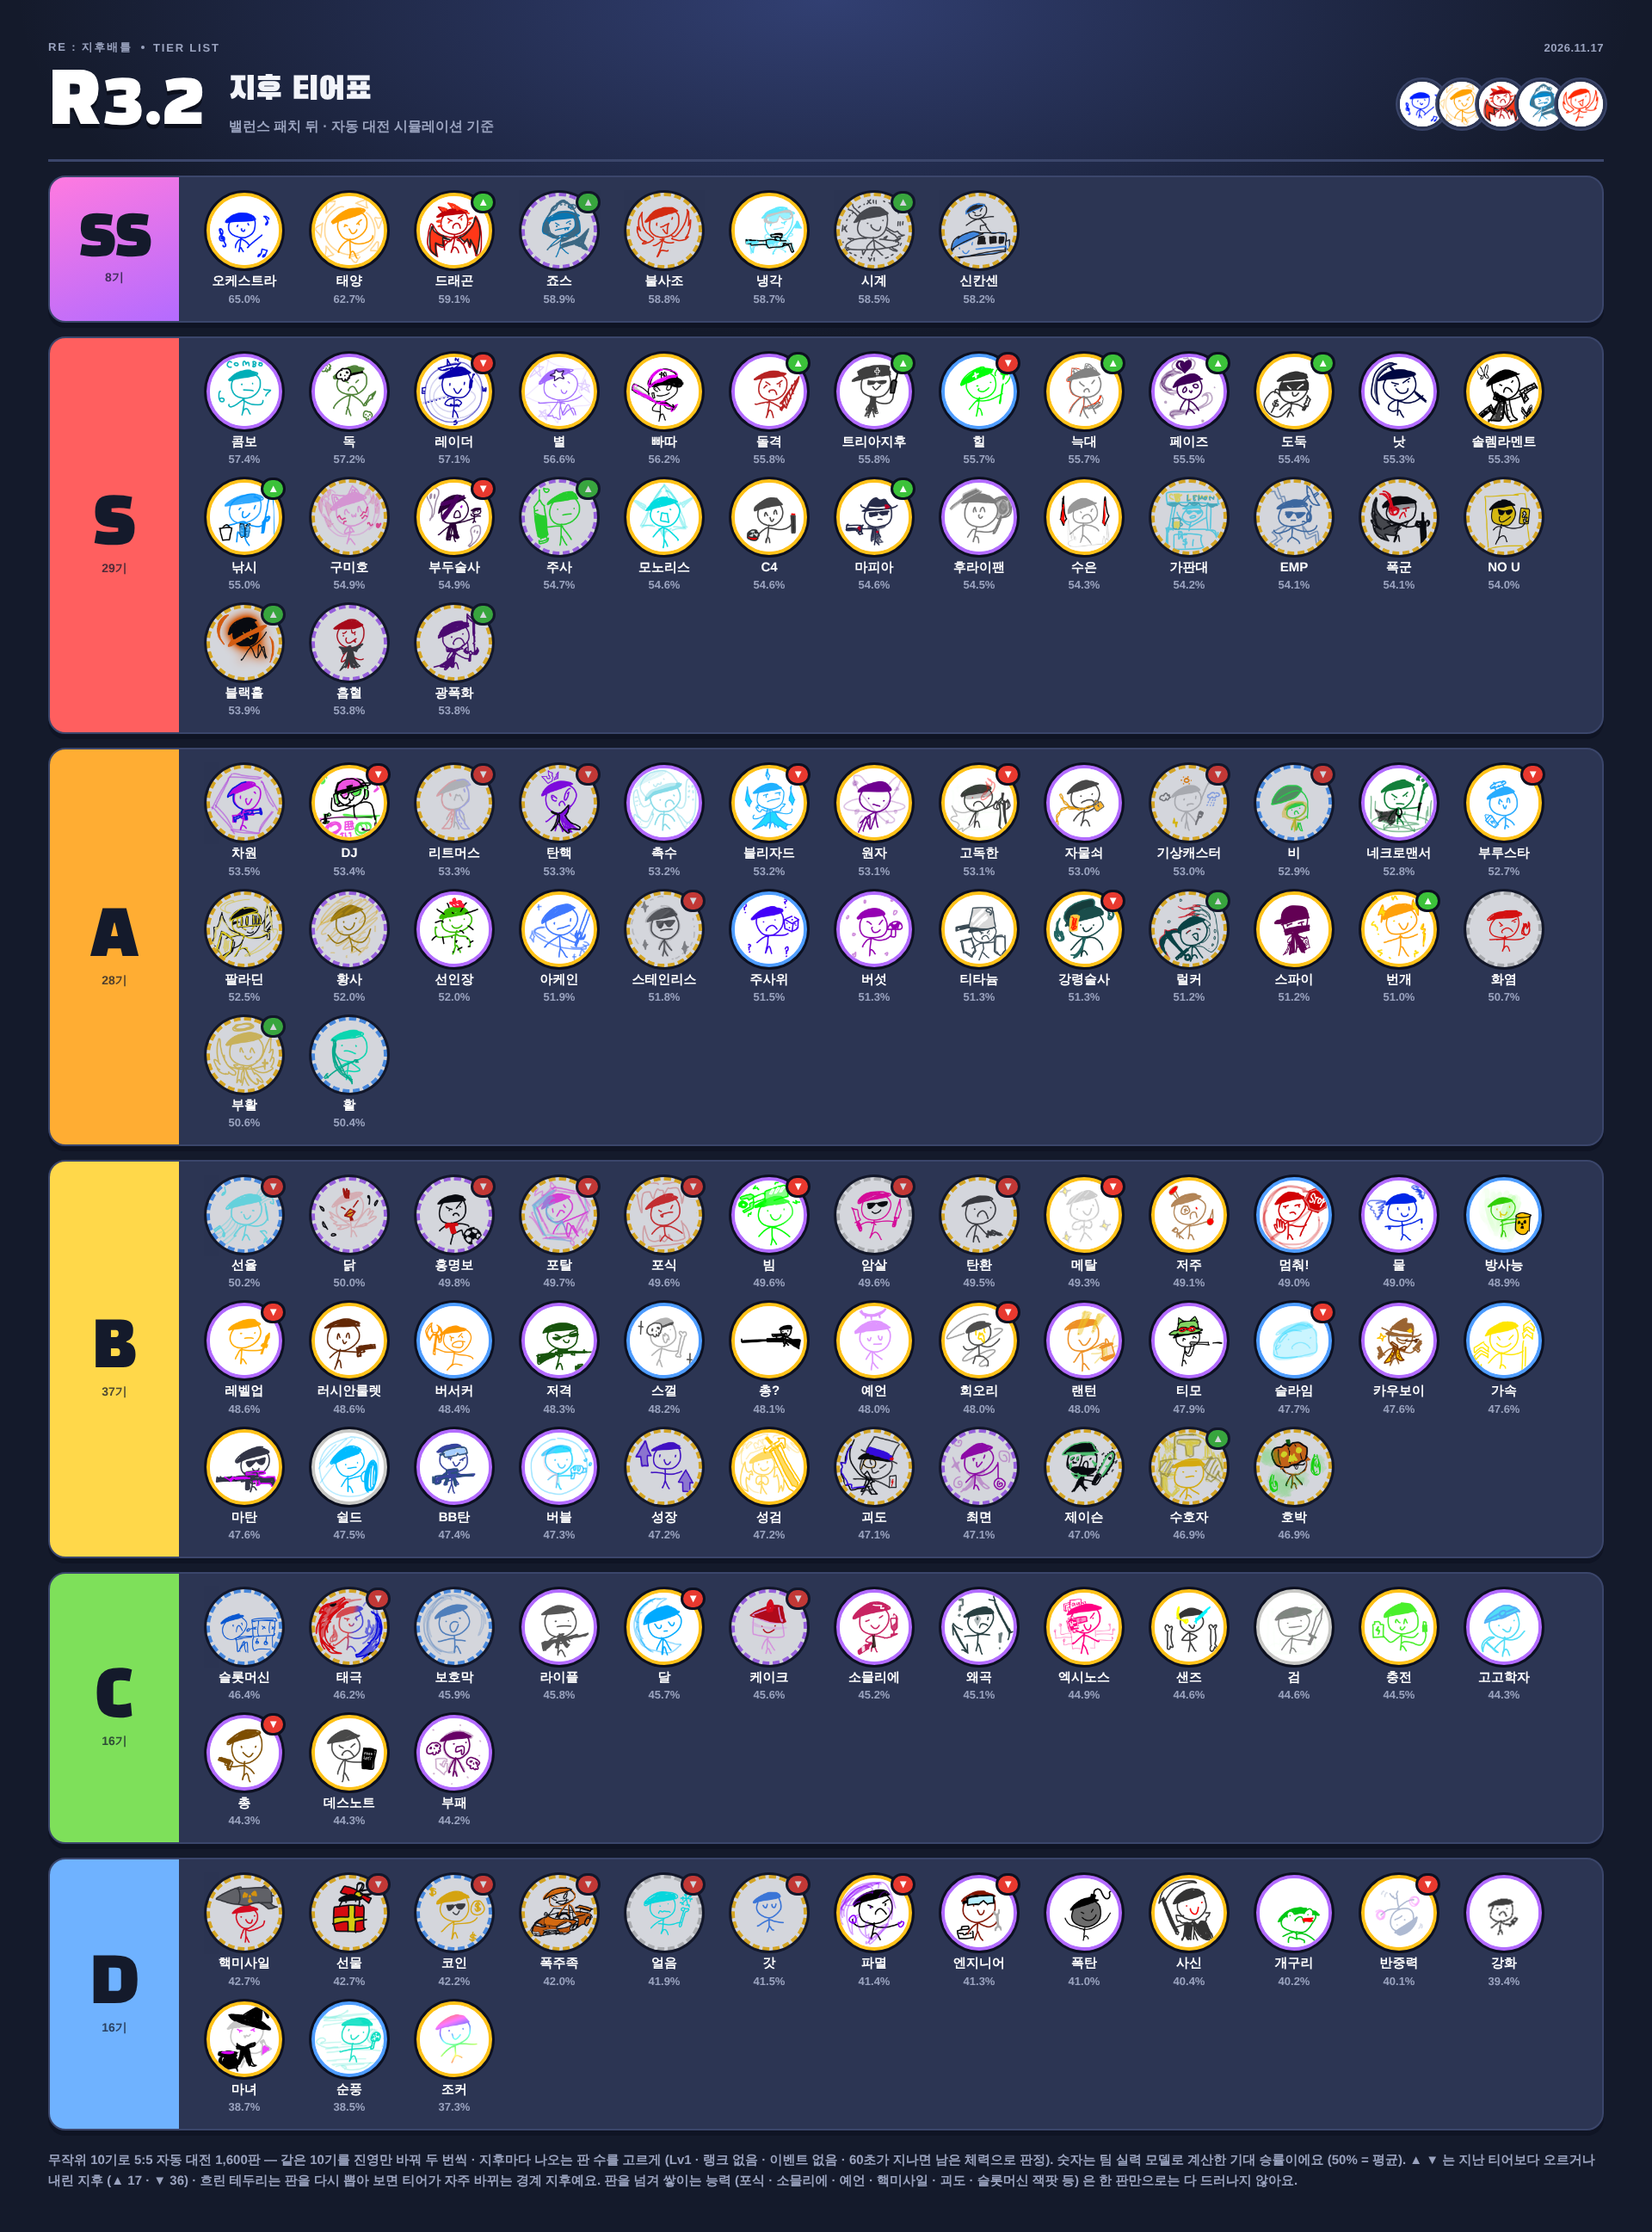 RE : 지후배틀 • TIER LIST
2026.11.17
R3.2 지후 티어표
밸런스 패치 뒤 · 자동 대전 시뮬레이션 기준
SS
8기
오케스트라 태양 드래곤 죠스 불사조 냉각 시계 신칸센
65.0% 62.7% 59.1% 58.9% 58.8% 58.7% 58.5% 58.2%
S
29기
COMBO
콤보 독 레이더 별 빠따 돌격 트리아지후 힐 늑대 페이즈 도둑 낫 솔렘라멘트
57.4% 57.2% 57.1% 56.6% 56.2% 55.8% 55.8% 55.7% 55.7% 55.5% 55.4% 55.3% 55.3%
LEMON
낚시 구미호 부두술사 주사 모노리스 C4 마피아 후라이팬 수은 가판대 EMP 폭군 NO U
55.0% 54.9% 54.9% 54.7% 54.6% 54.6% 54.6% 54.5% 54.3% 54.2% 54.1% 54.1% 54.0%
블랙홀 흡혈 광폭화
53.9% 53.8% 53.8%
A
28기
차원 DJ 리트머스 탄핵 촉수 블리자드 원자 고독한 자물쇠 기상캐스터 비 네크로맨서 부루스타
53.5% 53.4% 53.3% 53.3% 53.2% 53.2% 53.1% 53.1% 53.0% 53.0% 52.9% 52.8% 52.7%
팔라딘 황사 선인장 아케인 스테인리스 주사위 버섯 티타늄 강령술사 럴커 스파이 번개 화염
52.5% 52.0% 52.0% 51.9% 51.8% 51.5% 51.3% 51.3% 51.3% 51.2% 51.2% 51.0% 50.7%
부활 활
50.6% 50.4%
B
37기
STOP
선율 닭 홍명보 포탈 포식 빔 암살 탄환 메탈 저주 멈춰! 물 방사능
50.2% 50.0% 49.8% 49.7% 49.6% 49.6% 49.6% 49.5% 49.3% 49.1% 49.0% 49.0% 48.9%
레벨업 러시안룰렛 버서커 저격 스컬 총? 예언 회오리 랜턴 티모 슬라임 카우보이 가속
48.6% 48.6% 48.4% 48.3% 48.2% 48.1% 48.0% 48.0% 48.0% 47.9% 47.7% 47.6% 47.6%
마탄 쉴드 BB탄 버블 성장 성검 괴도 최면 제이슨 수호자 호박
47.6% 47.5% 47.4% 47.3% 47.2% 47.2% 47.1% 47.1% 47.0% 46.9% 46.9%
C
16기
슬롯머신 태극 보호막 라이플 달 케이크 소믈리에 왜곡 엑시노스 샌즈 검 충전 고고학자
46.4% 46.2% 45.9% 45.8% 45.7% 45.6% 45.2% 45.1% 44.9% 44.6% 44.6% 44.5% 44.3%
총 데스노트 부패
44.3% 44.3% 44.2%
D
16기
핵미사일 선물 코인 폭주족 얼음 갓 파멸 엔지니어 폭탄 사신 개구리 반중력 강화
42.7% 42.7% 42.2% 42.0% 41.9% 41.5% 41.4% 41.3% 41.0% 40.4% 40.2% 40.1% 39.4%
마녀 순풍 조커
38.7% 38.5% 37.3%
무작위 10기로 5:5 자동 대전 1,600판 — 같은 10기를 진영만 바꿔 두 번씩 · 지후마다 나오는 판 수를 고르게 (Lv1 · 랭크 없음 · 이벤트 없음 · 60초가 지나면 남은 체력으로 판정). 숫자는 팀 실력 모델로 계산한 기대 승률이에요 (50% = 평균). ▲ ▼ 는 지난 티어보다 오르거나
내린 지후 (▲ 17 · ▼ 36) · 흐린 테두리는 판을 다시 뽑아 보면 티어가 자주 바뀌는 경계 지후예요. 판을 넘겨 쌓이는 능력 (포식 · 소믈리에 · 예언 · 핵미사일 · 괴도 · 슬롯머신 잭팟 등) 은 한 판만으로는 다 드러나지 않아요.